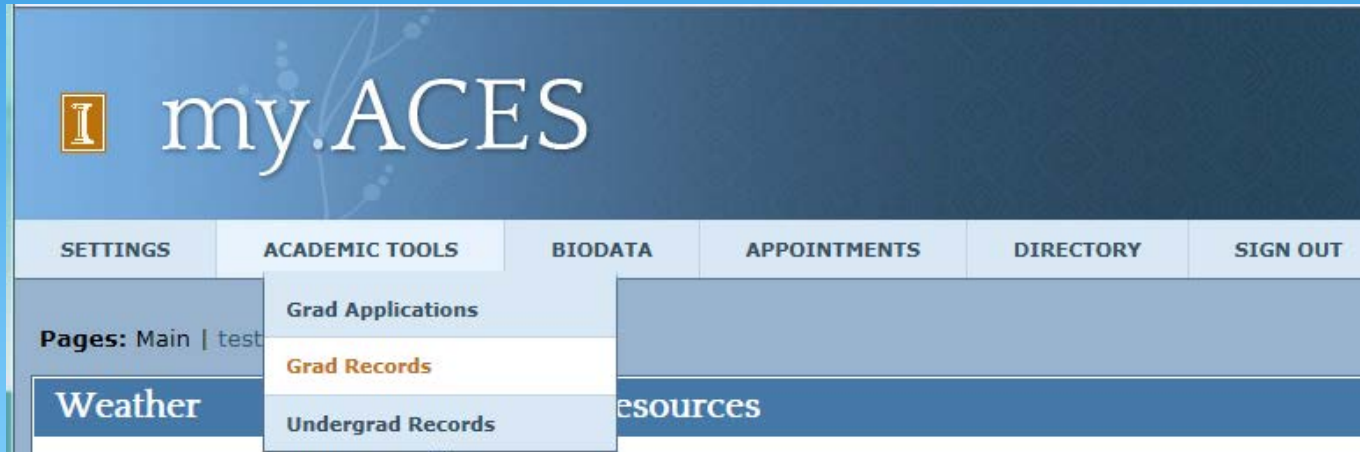 I my.ACES
SETTINGS ACADEMIC TOOLS BIODATA APPOINTMENTS DIRECTORY SIGN OUT
Grad Applications
Pages: Main | test
Grad Records
Weather esources
Undergrad Records